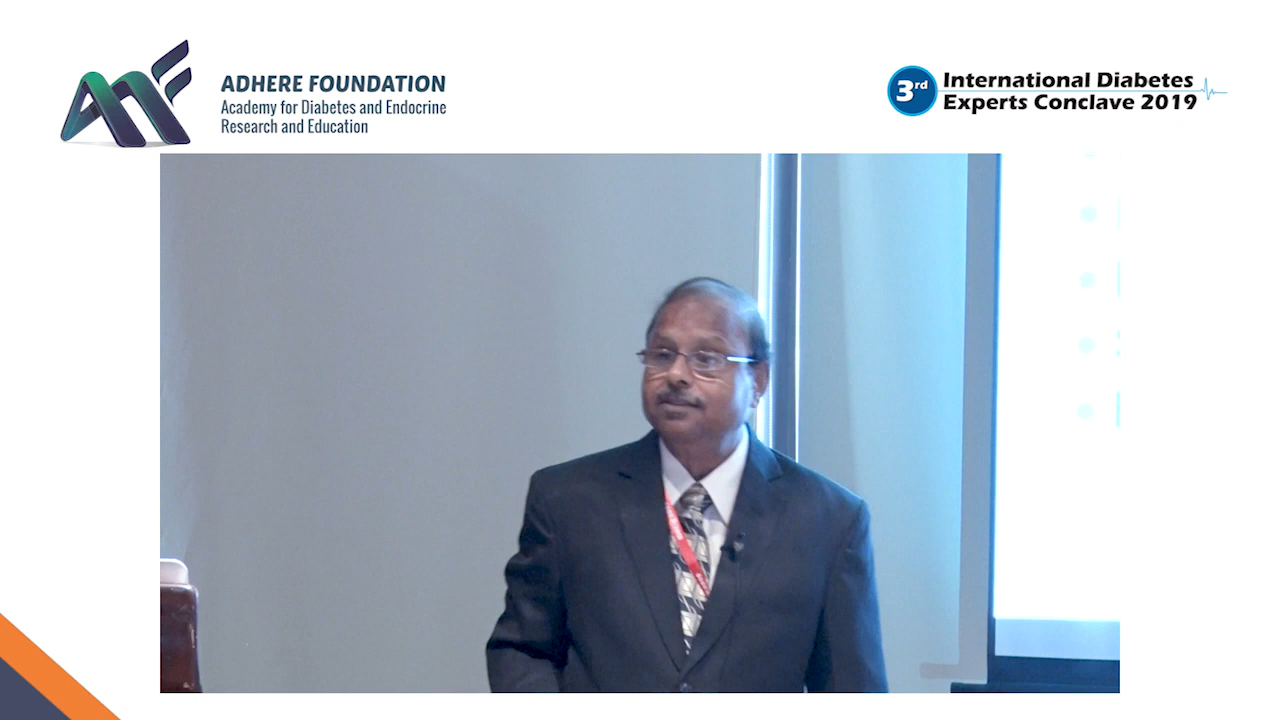 ADHERE FOUNDATION
Academy for Diabetes and Endocrine
Research and Education
3rd
International Diabetes
Experts Conclave 2019